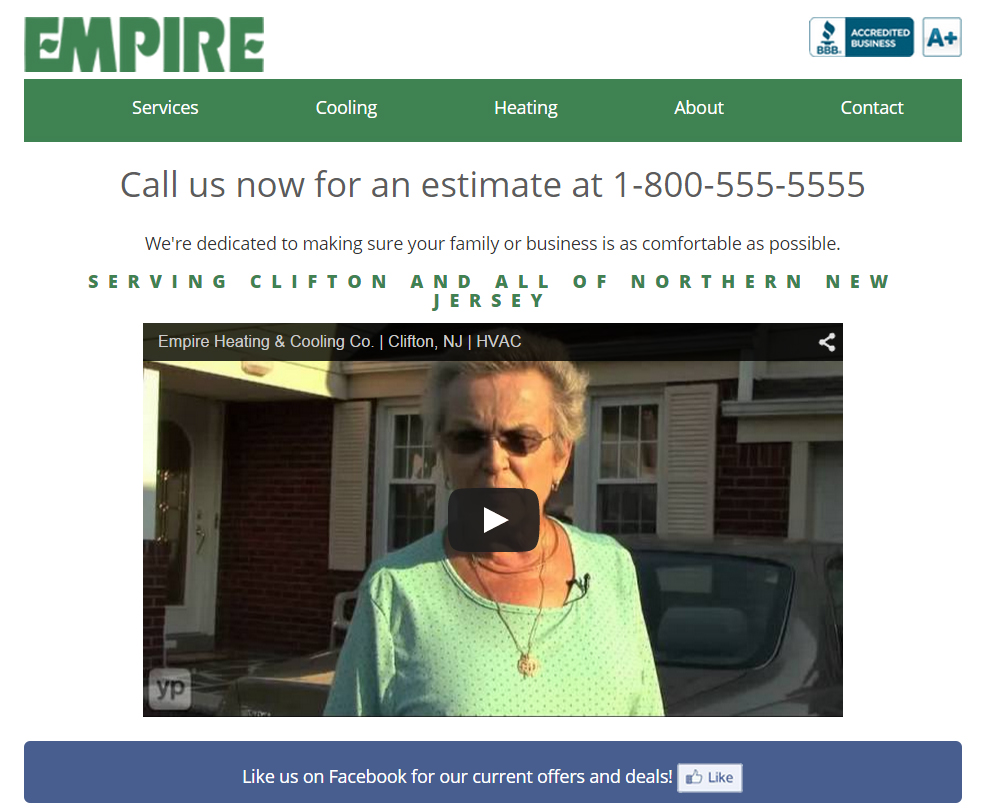 EMPIRE
BBB. ACCREDITED BUSINESS A+
Services Cooling Heating About Contact
Call us now for an estimate at 1-800-555-5555
We're dedicated to making sure your family or business is as comfortable as possible.
SERVING CLIFTON AND ALL OF NORTHERN NEW
JERSEY
Empire Heating & Cooling Co. | Clifton, NJ | HVAC
yp
Like us on Facebook for our current offers and deals! Like